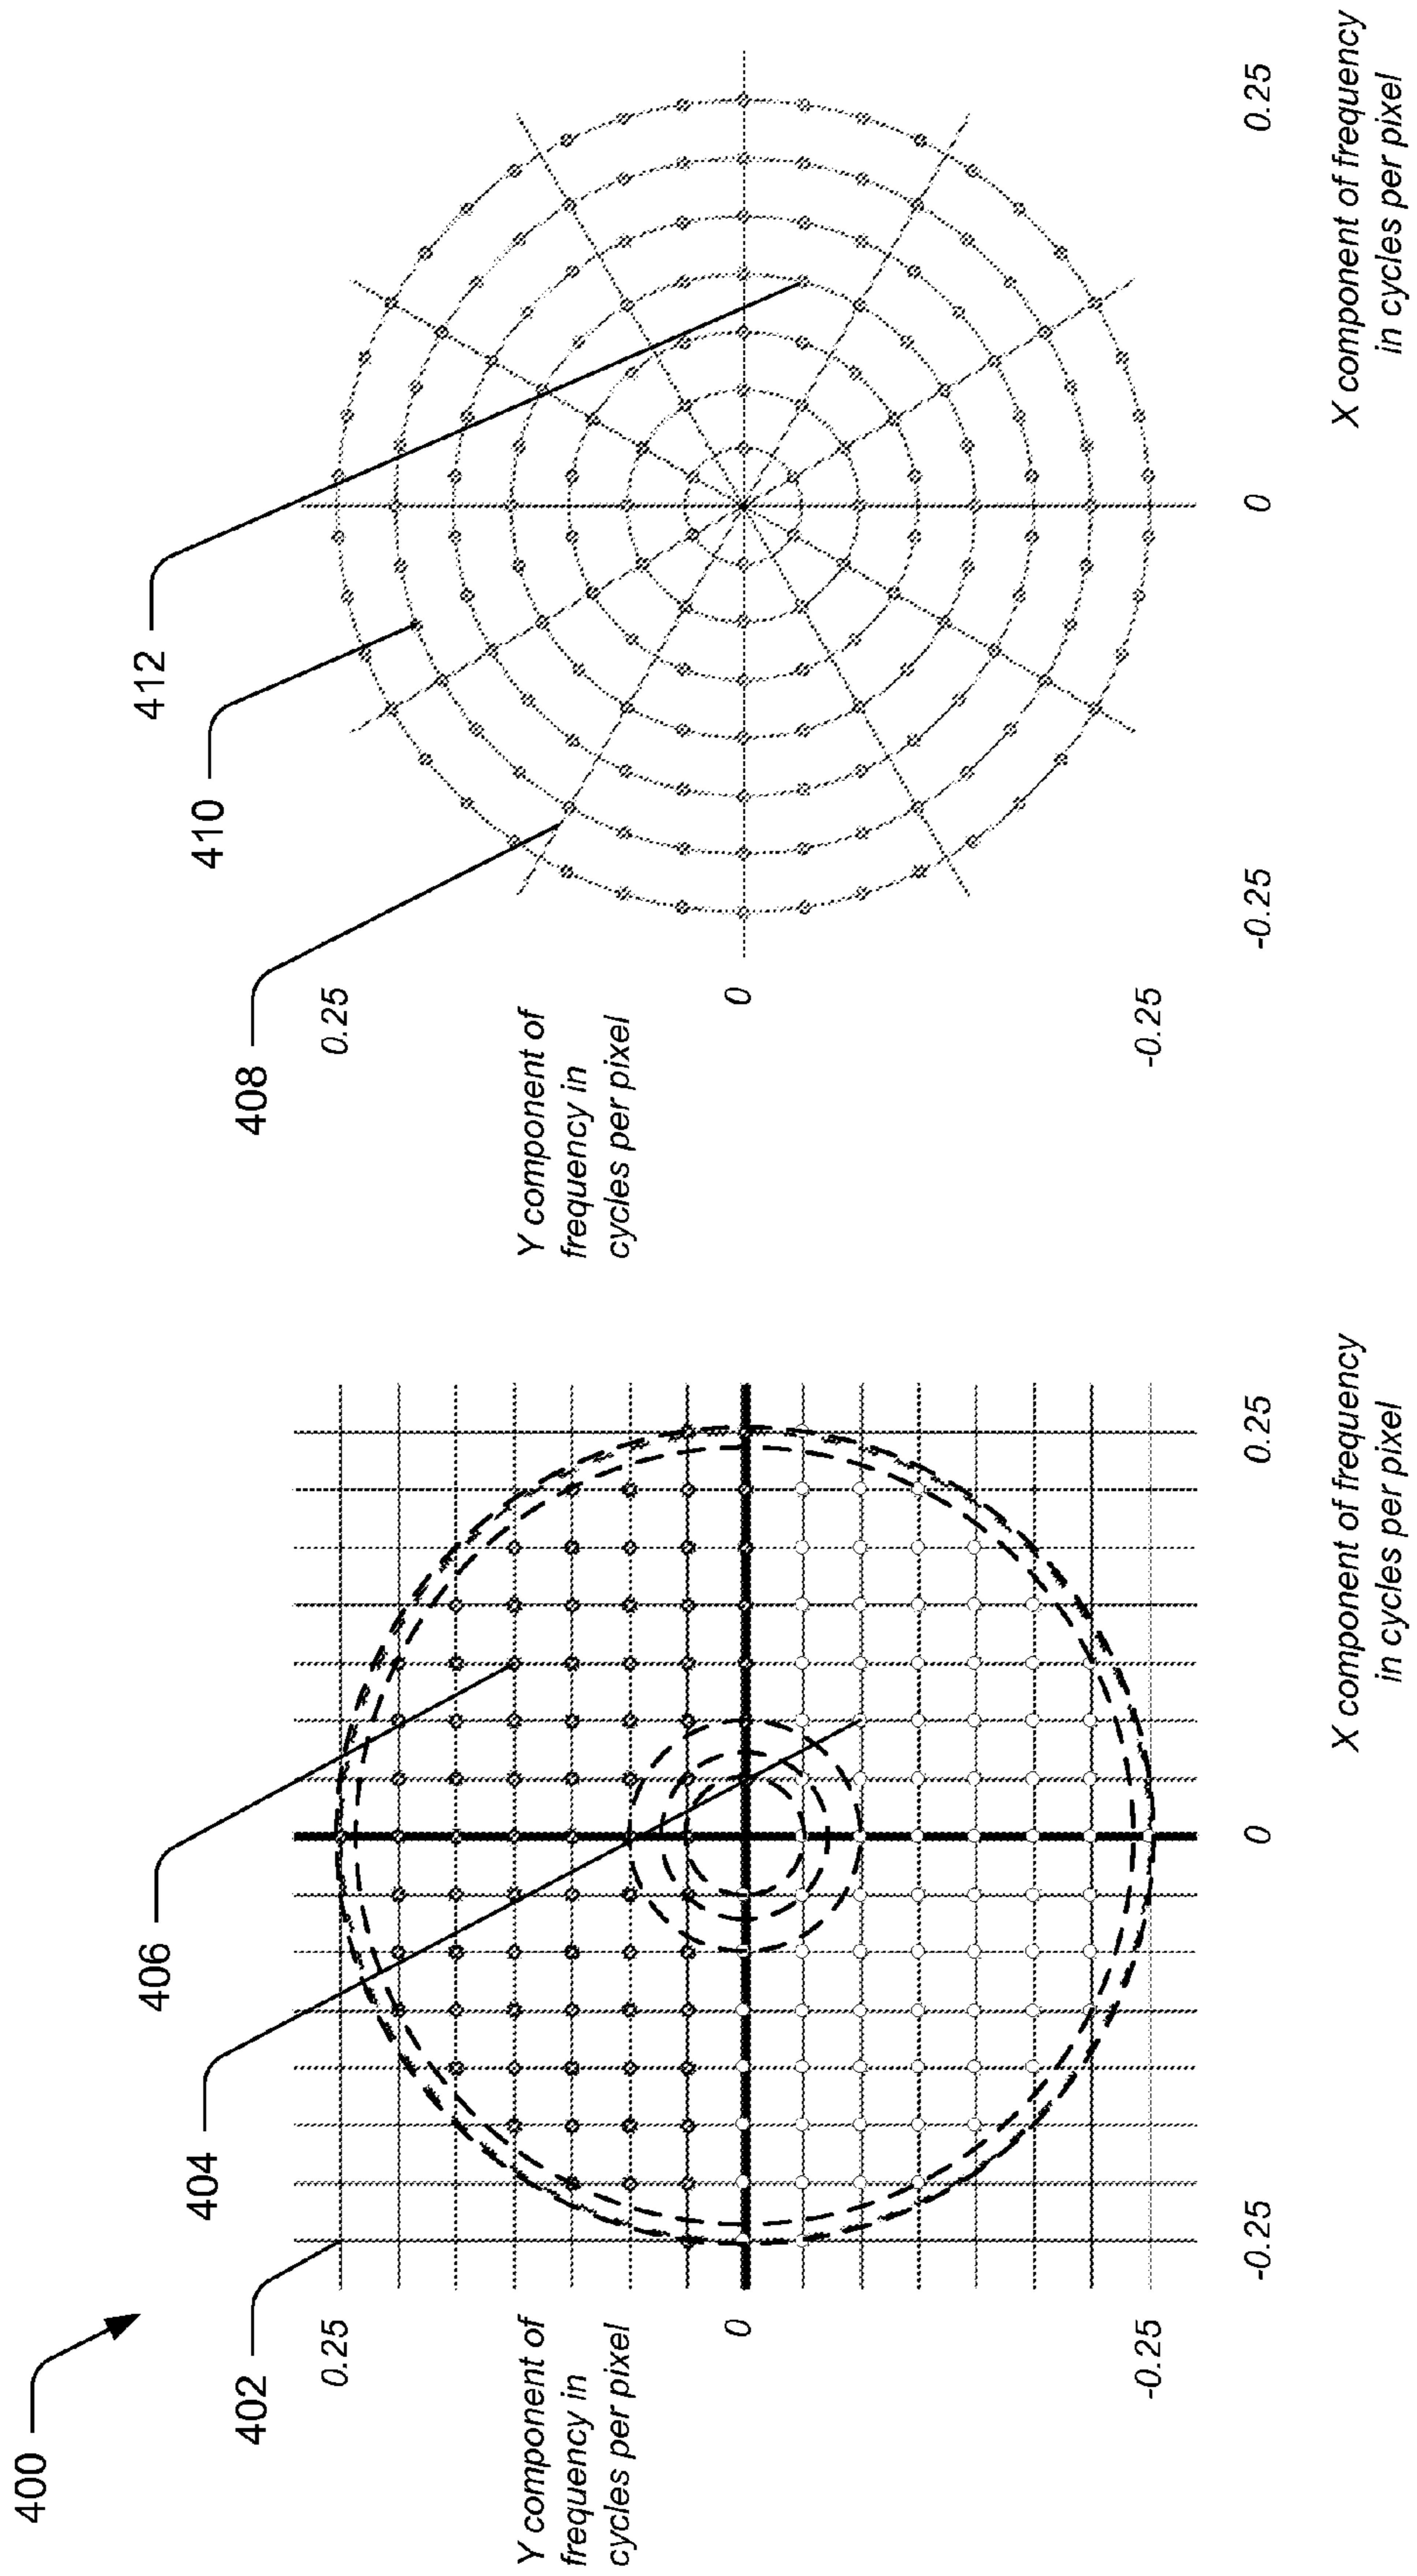 400
402
404
406
0.25
Y component of
frequency in
cycles per pixel
0
-0.25
-0.25
0
0.25
X component of frequency
in cycles per pixel
408
410
412
0.25
Y component of
frequency in
cycles per pixel
0
-0.25
-0.25
0
0.25
X component of frequency
in cycles per pixel